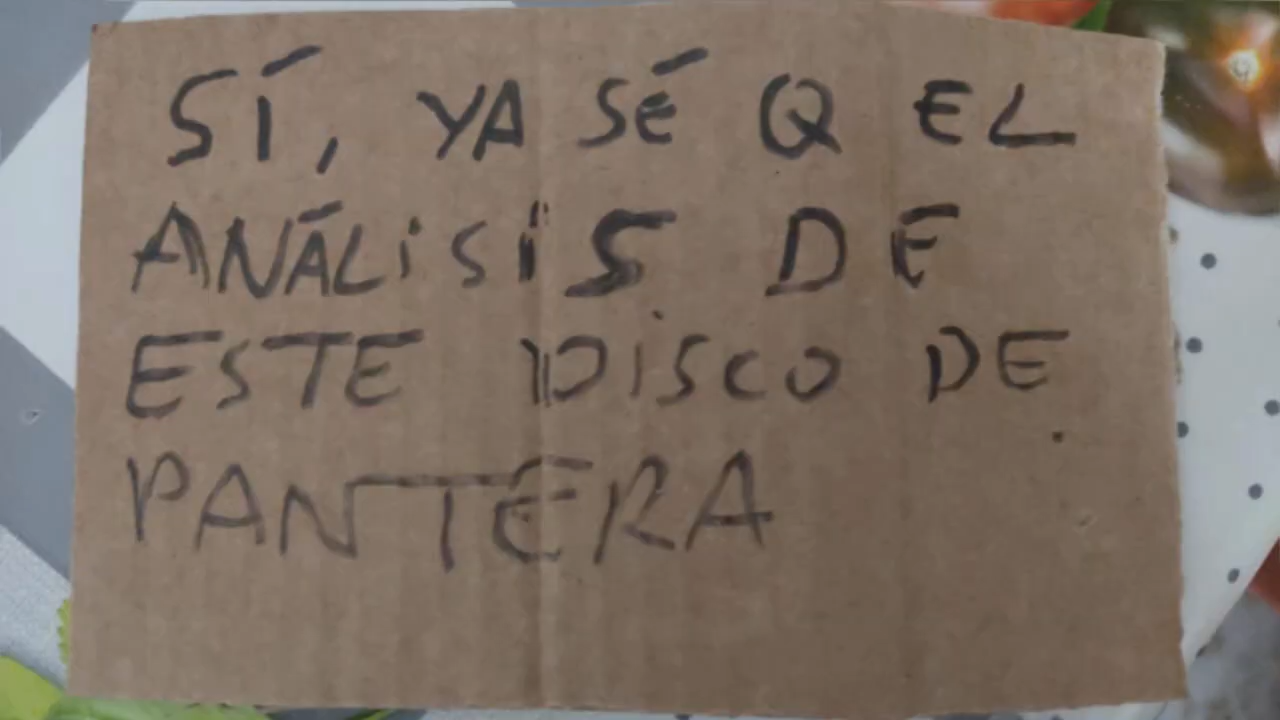 SÍ, YA SÉ Q EL
ANÁLISIS DE
ESTE DISCO DE
PANTERA